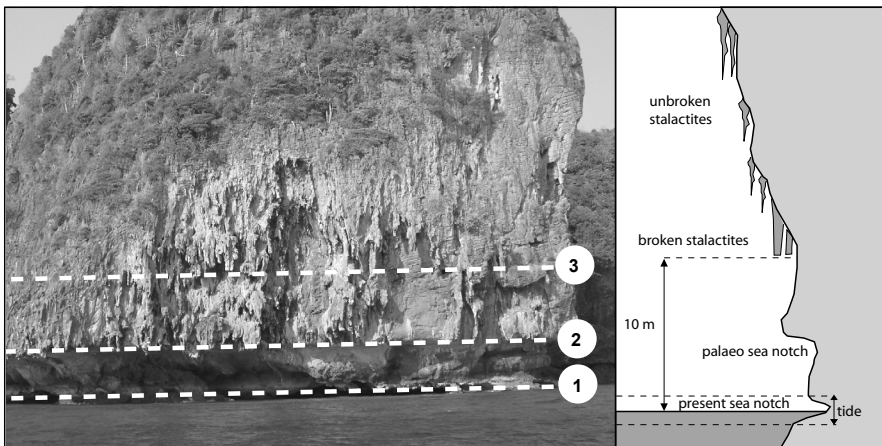 3
2
1
unbroken
stalactites
broken stalactites
10 m
palaeo sea notch
present sea notch
tide